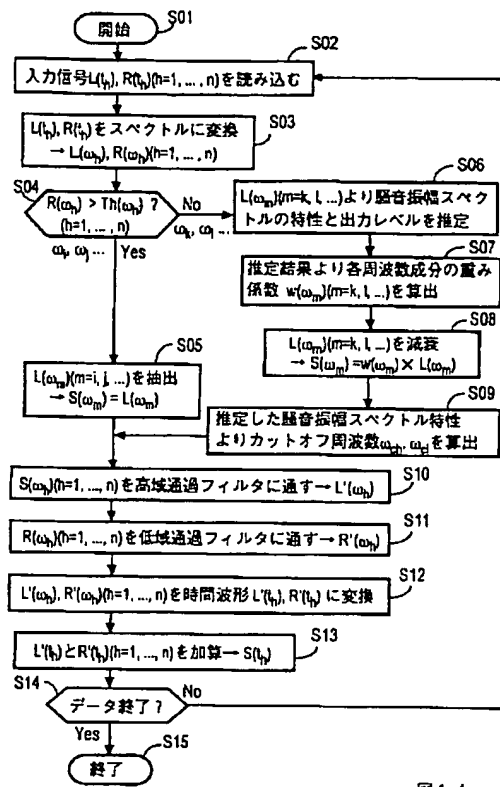 開始
S01
S02
入力信号L(tₕ), R(tₕ)(h=1, ..., n)を読み込む
S03
L(tₕ), R(tₕ)をスペクトルに変換
→ L(ωₕ), R(ωₕ)(h=1, ..., n)
S04
R(ωₕ) > Th(ωₕ) ?
(h=1, ..., n)
No
ωₖ, ωₗ ...
ωᵢ, ωⱼ ...
Yes
S06
L(ωₘ)(m=k, l, ...)より騒音振幅スペク
トルの特性と出力レベルを推定
S07
推定結果より各周波数成分の重み
係数 w(ωₘ)(m=k, l, ...)を算出
S08
L(ωₘ)(m=k, l, ...)を減衰
→ S(ωₘ) =w(ωₘ) × L(ωₘ)
S05
L(ωₘ)(m=i, j, ...)を抽出
→ S(ωₘ) = L(ωₘ)
S09
推定した騒音振幅スペクトル特性
よりカットオフ周波数ω_ch, ω_clを算出
S10
S(ωₕ)(h=1, ..., n)を高域通過フィルタに通す→ L'(ωₕ)
S11
R(ωₕ)(h=1, ..., n)を低域通過フィルタに通す→ R'(ωₕ)
S12
L'(ωₕ), R'(ωₕ)(h=1, ..., n)を時間波形 L'(tₕ), R'(tₕ) に変換
S13
L'(tₕ)とR'(tₕ)(h=1, ..., n)を加算→ S(tₕ)
S14
データ終了 ?
No
Yes
S15
終了